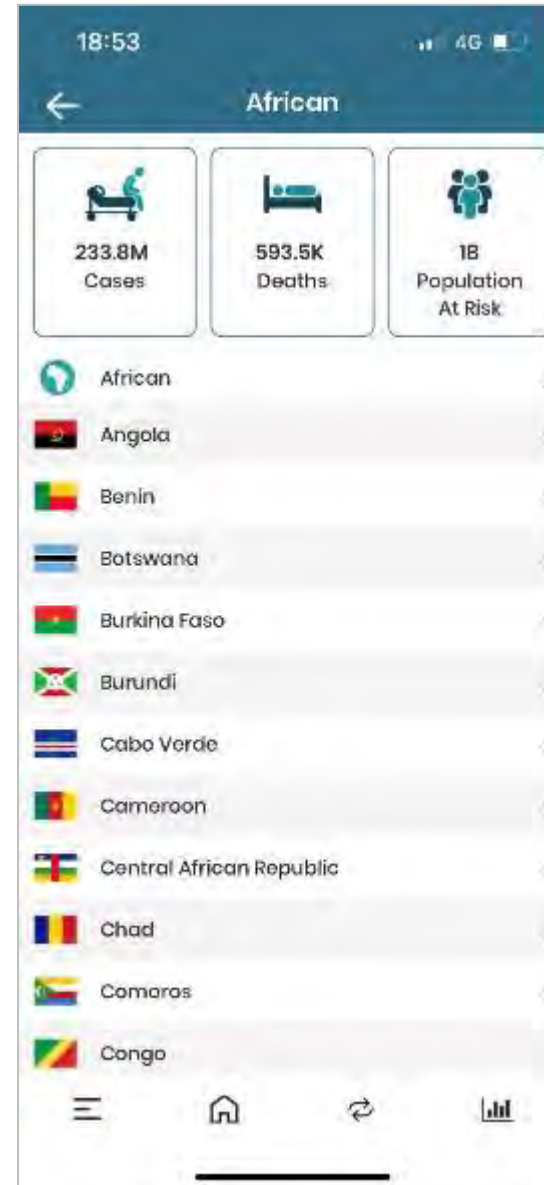 18:53
4G
African
233.8M
Cases
593.5K
Deaths
1B
Population
At Risk
African
Angola
Benin
Botswana
Burkina Faso
Burundi
Cabo Verde
Cameroon
Central African Republic
Chad
Comoros
Congo